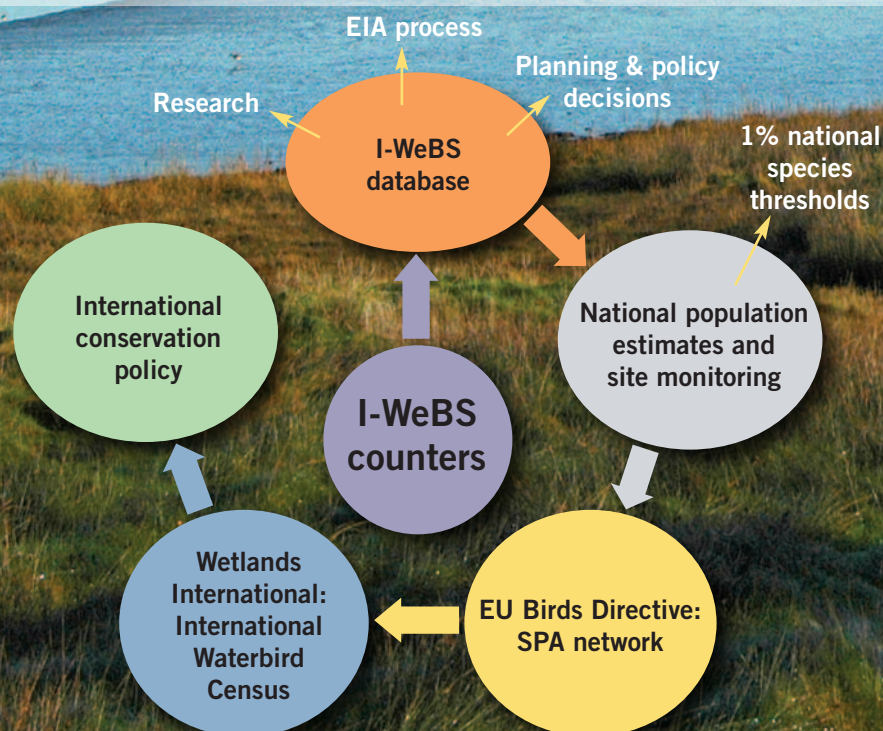 EIA process
Research
Planning & policy
decisions
I-WeBS
database
1% national
species
thresholds
International
conservation
policy
National population
estimates and
site monitoring
I-WeBS
counters
Wetlands
International:
International
Waterbird
Census
EU Birds Directive:
SPA network